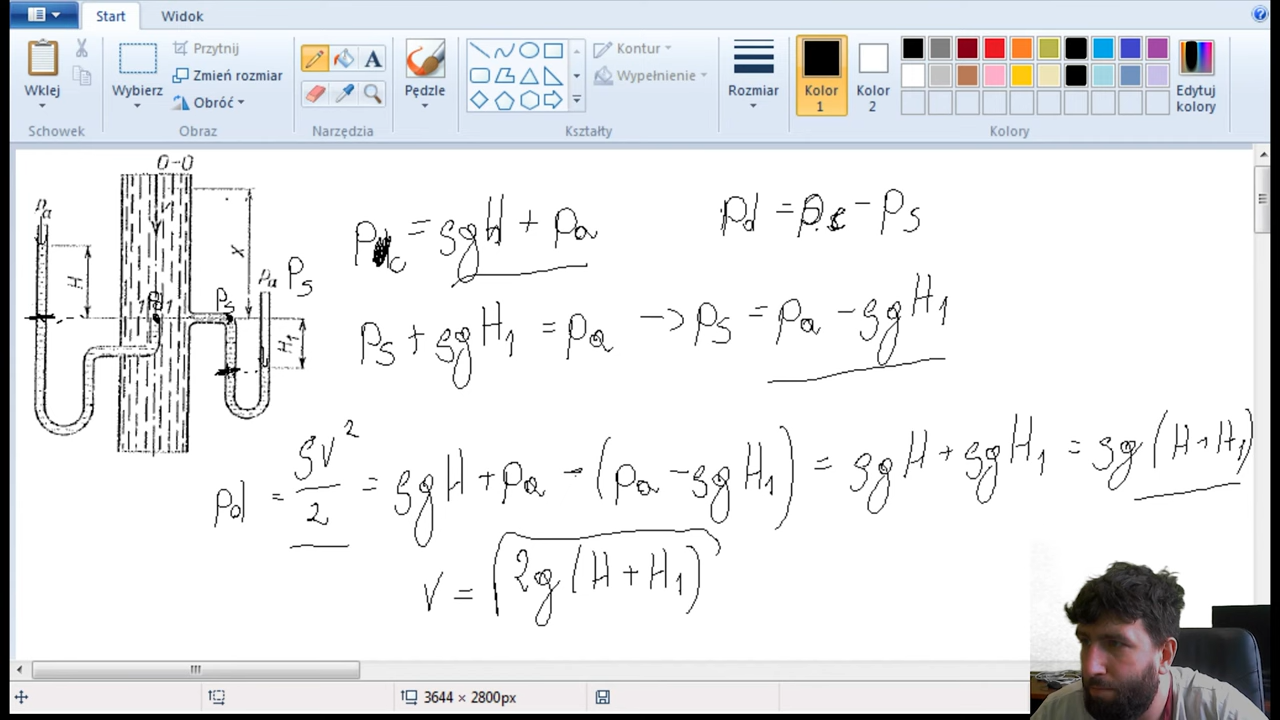 Start Widok
Wklej
Wybierz
Przytnij
Zmień rozmiar
Obróć
Pędzle
Kontur
Wypełnienie
Rozmiar
Kolor 1
Kolor 2
Edytuj kolory
Schowek Obraz Narzędzia Kształty Kolory
0-0
Pa
H
X
1 1
Ps
Pa Ps
H1
Pc = ρgH + Pa
Pd = Pc - Ps
Ps + ρgH1 = Pa → Ps = Pa - ρgH1
Pd = ρV²/2 = ρgH + Pa - (Pa - ρgH1) = ρgH + ρgH1 = ρg(H+H1)
V = √2g(H+H1)
3644 × 2800px